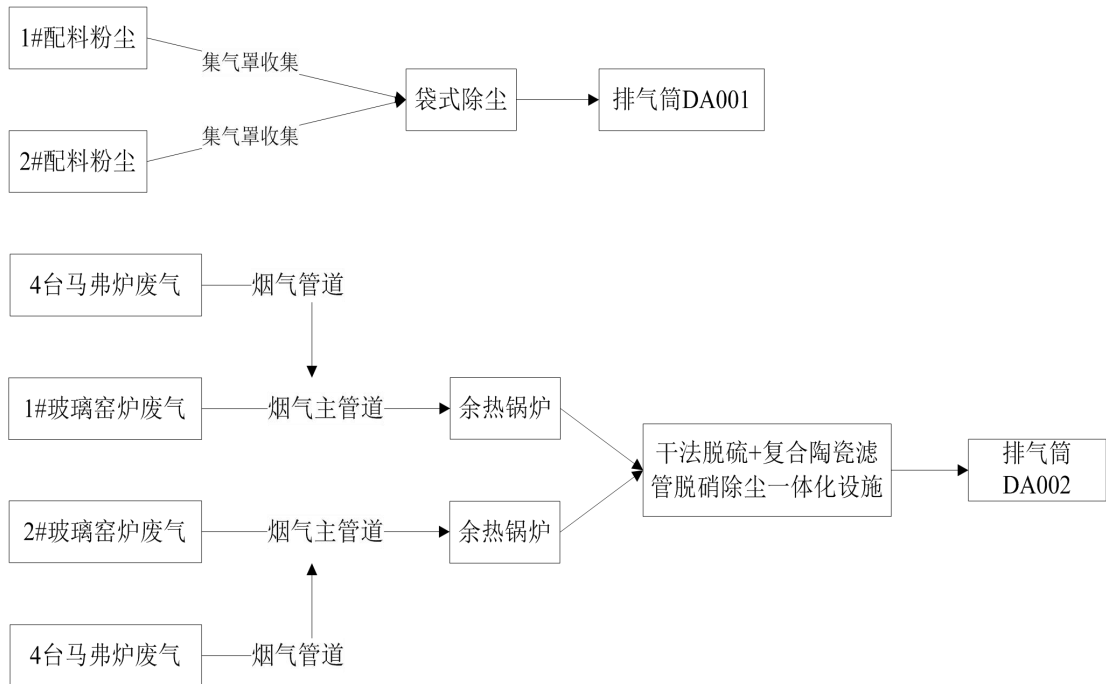 1#配料粉尘
集气罩收集
袋式除尘
排气筒DA001
集气罩收集
2#配料粉尘
4台马弗炉废气
烟气管道
1#玻璃窑炉废气
烟气主管道
余热锅炉
干法脱硫+复合陶瓷滤
管脱硝除尘一体化设施
排气筒
DA002
2#玻璃窑炉废气
烟气主管道
余热锅炉
4台马弗炉废气
烟气管道